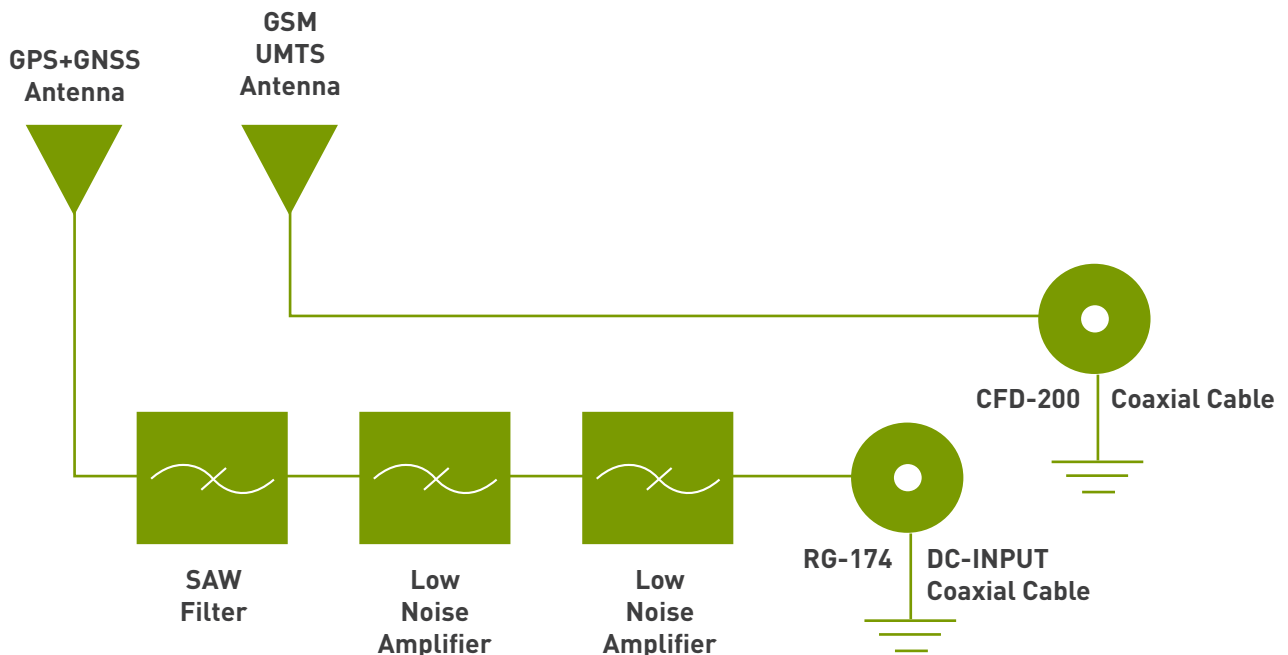 GPS+GNSS
Antenna
GSM
UMTS
Antenna
CFD-200
Coaxial Cable
RG-174
DC-INPUT
Coaxial Cable
SAW
Filter
Low
Noise
Amplifier
Low
Noise
Amplifier